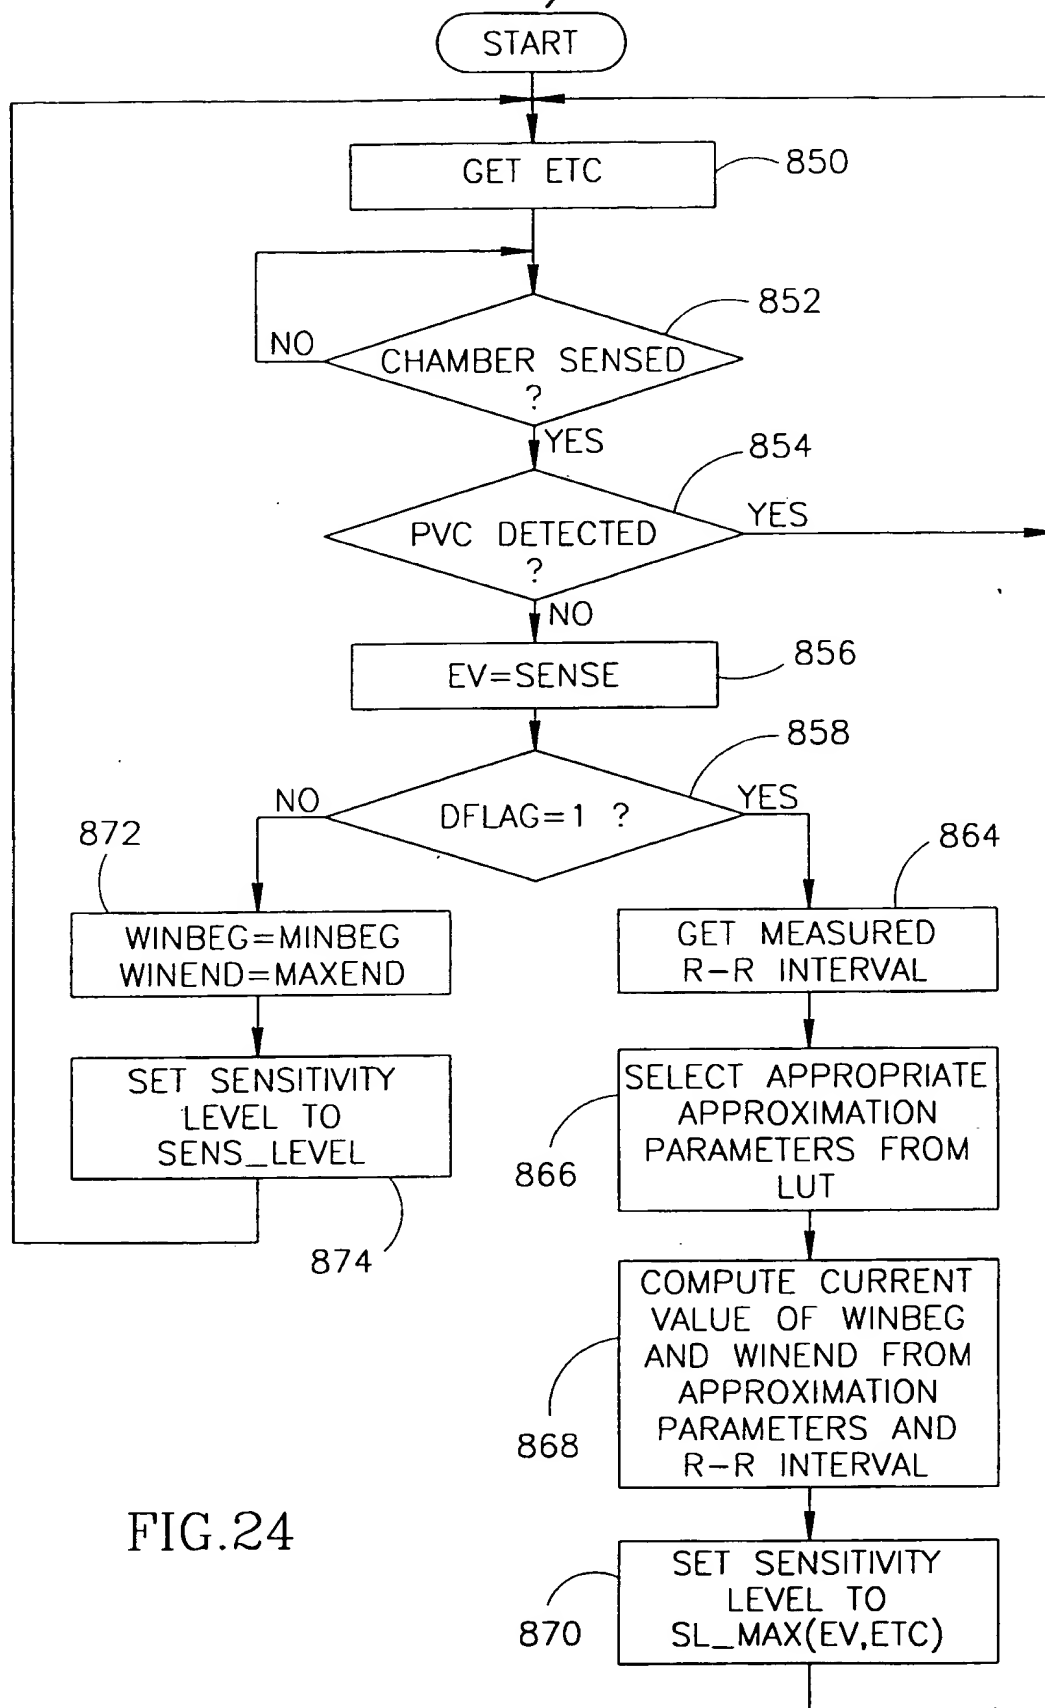 START
GET ETC
850
852
NO
CHAMBER SENSED
?
YES
854
PVC DETECTED
?
YES
NO
EV=SENSE
856
858
NO
DFLAG=1 ?
YES
872
WINBEG=MINBEG
WINEND=MAXEND
864
GET MEASURED
R-R INTERVAL
SET SENSITIVITY
LEVEL TO
SENS_LEVEL
874
SELECT APPROPRIATE
APPROXIMATION
PARAMETERS FROM
LUT
866
COMPUTE CURRENT
VALUE OF WINBEG
AND WINEND FROM
APPROXIMATION
PARAMETERS AND
R-R INTERVAL
868
SET SENSITIVITY
LEVEL TO
SL_MAX(EV,ETC)
870
FIG.24